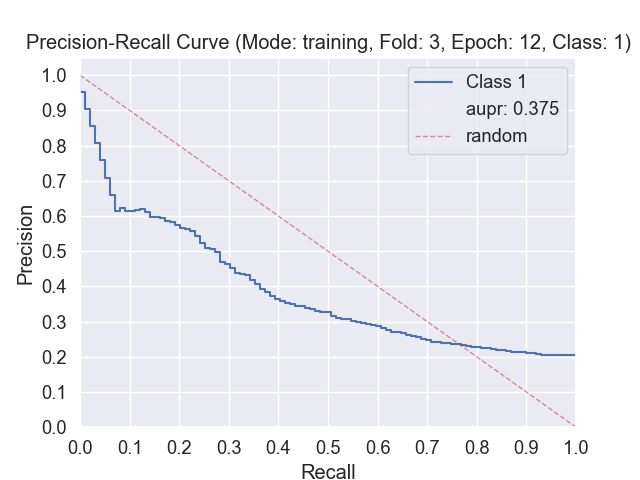 Precision-Recall Curve (Mode: training, Fold: 3, Epoch: 12, Class: 1)
Class 1
aupr: 0.375
random
Precision
1.0
0.9
0.8
0.7
0.6
0.5
0.4
0.3
0.2
0.1
0.0
0.0 0.1 0.2 0.3 0.4 0.5 0.6 0.7 0.8 0.9 1.0
Recall